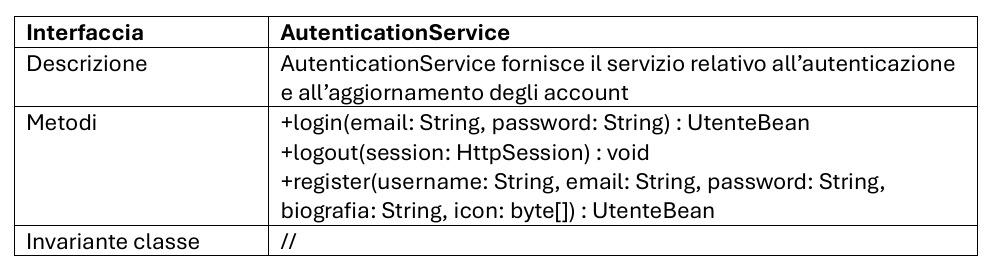 Interfaccia AutenticationService
Descrizione AutenticationService fornisce il servizio relativo all’autenticazione
e all’aggiornamento degli account
Metodi +login(email: String, password: String) : UtenteBean
+logout(session: HttpSession) : void
+register(username: String, email: String, password: String,
biografia: String, icon: byte[]) : UtenteBean
Invariante classe //